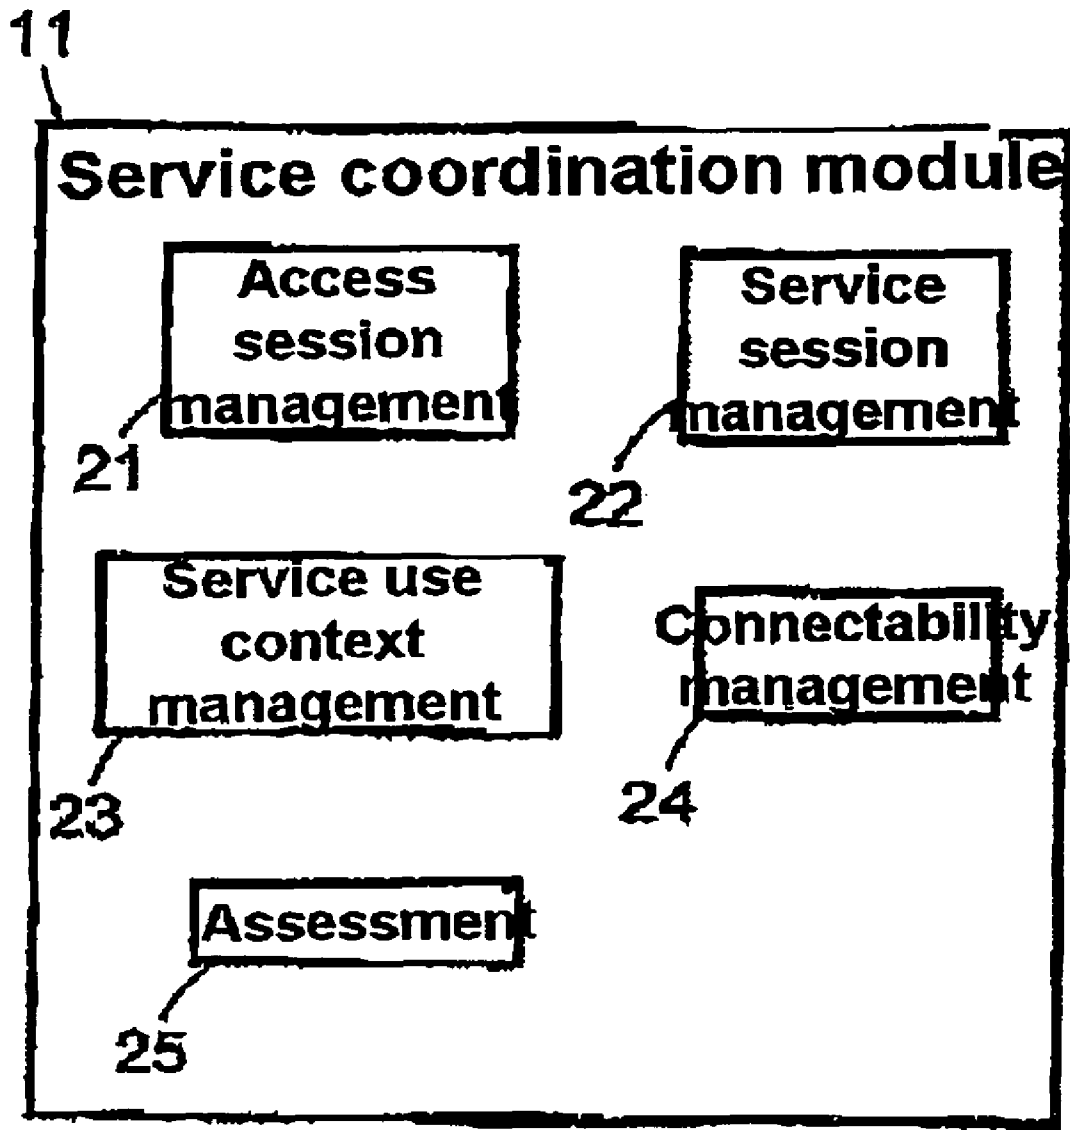 11
Service coordination module
Access
session
management
21
Service
session
management
22
Service use
context
management
23
Connectability
management
24
Assessment
25